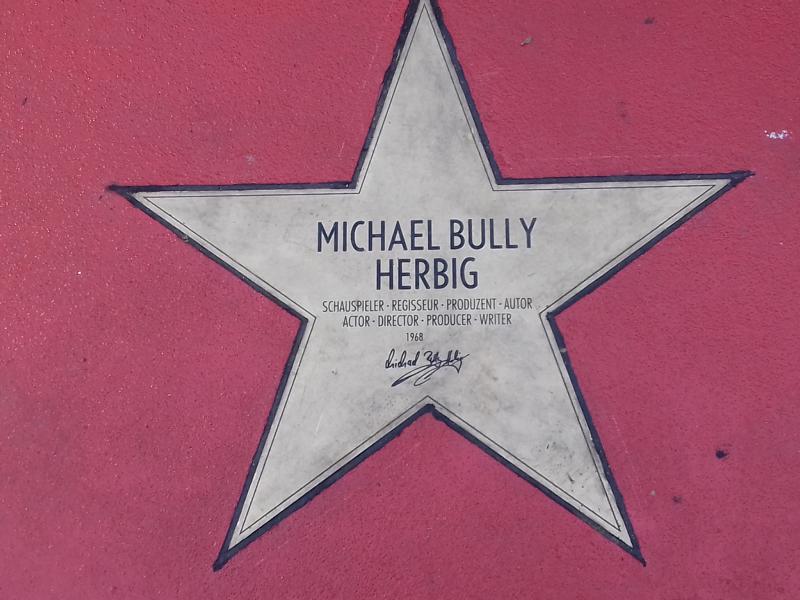 MICHAEL BULLY
HERBIG
SCHAUSPIELER · REGISSEUR · PRODUZENT · AUTOR
ACTOR · DIRECTOR · PRODUCER · WRITER
1968